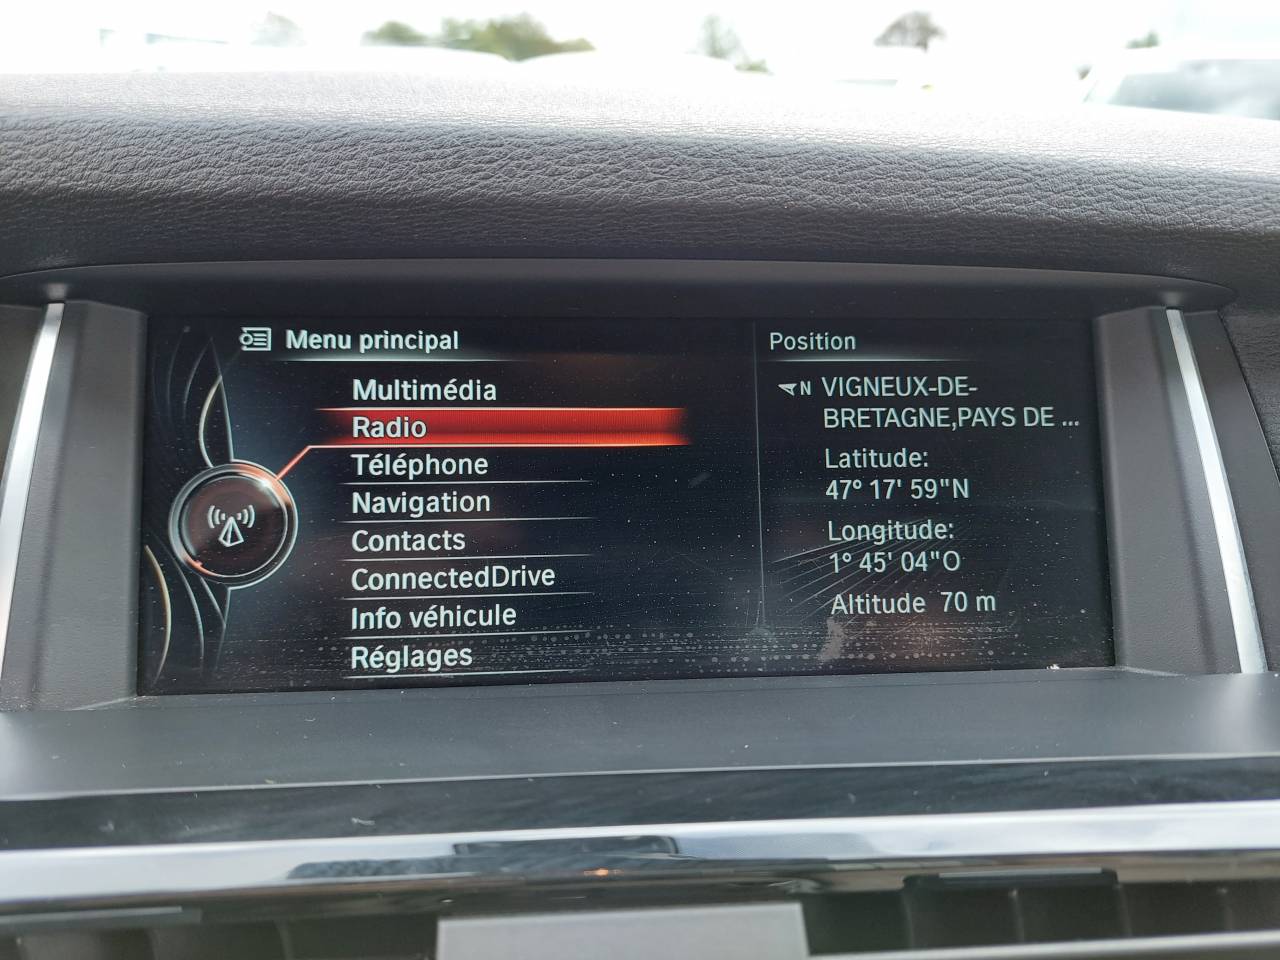 Menu principal
Multimédia
Radio
Téléphone
Navigation
Contacts
ConnectedDrive
Info véhicule
Réglages
Position
N VIGNEUX-DE-
BRETAGNE,PAYS DE ...
Latitude:
47° 17' 59"N
Longitude:
1° 45' 04"O
Altitude 70 m